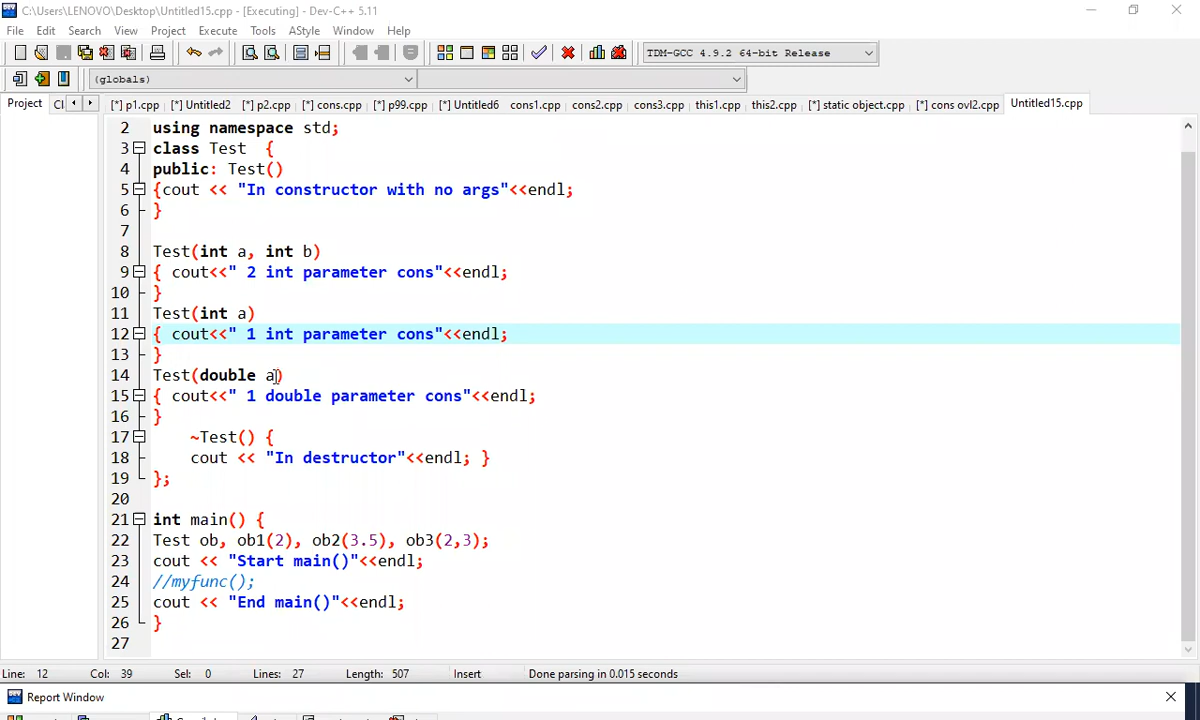 C:\Users\LENOVO\Desktop\Untitled15.cpp - [Executing] - Dev-C++ 5.11
File Edit Search View Project Execute Tools AStyle Window Help
TDM-GCC 4.9.2 64-bit Release
(globals)
Project Cl [*] p1.cpp [*] Untitled2 [*] p2.cpp [*] cons.cpp [*] p99.cpp [*] Untitled6 cons1.cpp cons2.cpp cons3.cpp this1.cpp this2.cpp [*] static object.cpp [*] cons ovl2.cpp Untitled15.cpp
2 using namespace std;
3 class Test  {
4 public: Test()
5 {cout << "In constructor with no args"<<endl;
6 }
7
8 Test(int a, int b)
9 { cout<<" 2 int parameter cons"<<endl;
10 }
11 Test(int a)
12 { cout<<" 1 int parameter cons"<<endl;
13 }
14 Test(double a)
15 { cout<<" 1 double parameter cons"<<endl;
16 }
17     ~Test() {
18     cout << "In destructor"<<endl; }
19 };
20
21 int main() {
22 Test ob, ob1(2), ob2(3.5), ob3(2,3);
23 cout << "Start main()"<<endl;
24 //myfunc();
25 cout << "End main()"<<endl;
26 }
27
Line: 12 Col: 39 Sel: 0 Lines: 27 Length: 507 Insert Done parsing in 0.015 seconds
Report Window